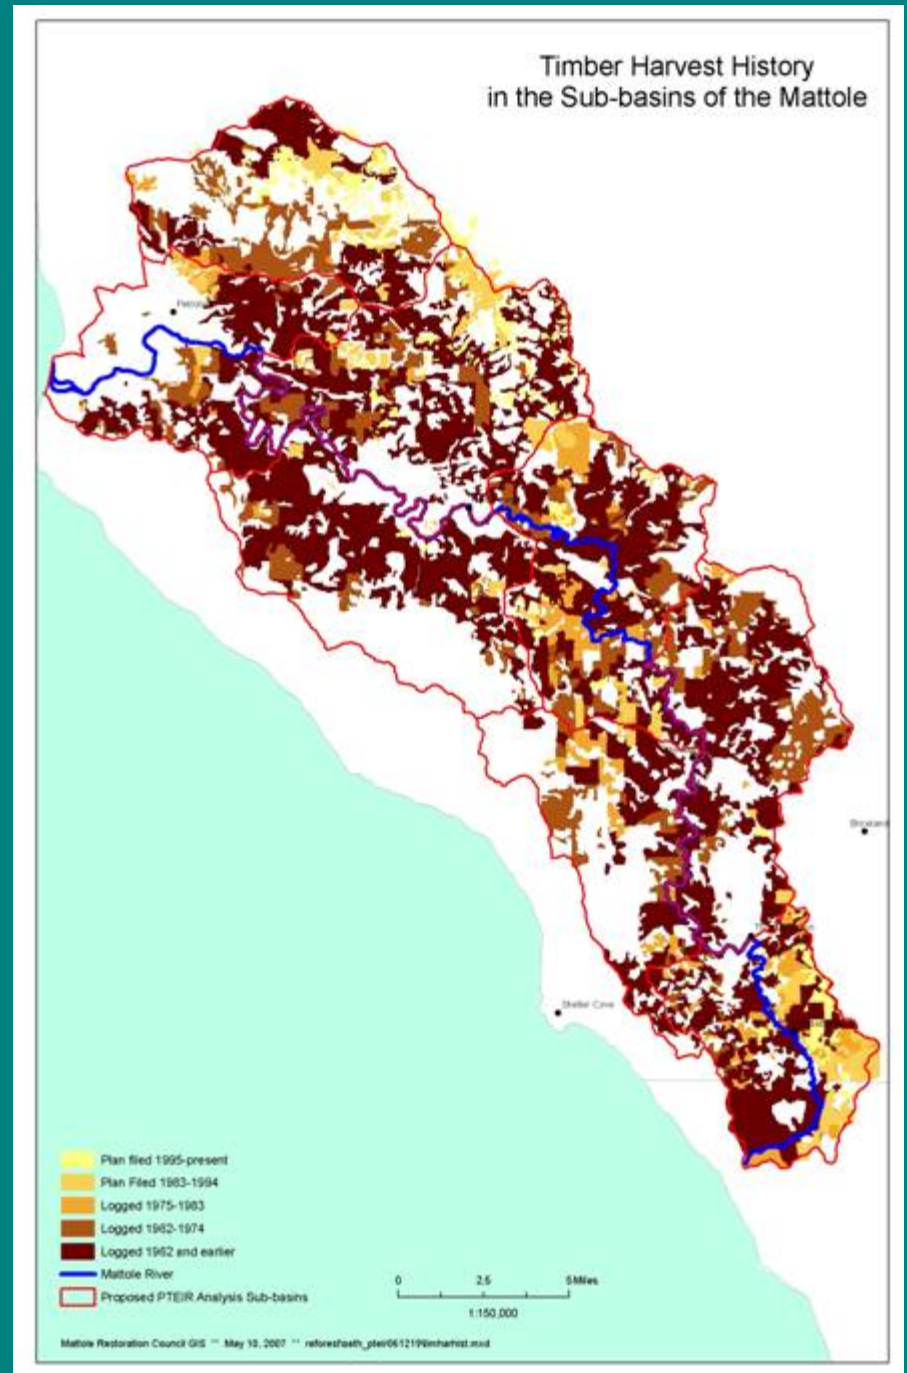 Timber Harvest History
in the Sub-basins of the Mattole
Shelter Cove
Plan filed 1995-present
Plan Filed 1983-1994
Logged 1975-1983
Logged 1962-1974
Logged 1962 and earlier
Mattole River
Proposed PTEIR Analysis Sub-basins
0 2.5 5 Miles
1:150,000
Mattole Restoration Council GIS May 10, 2007